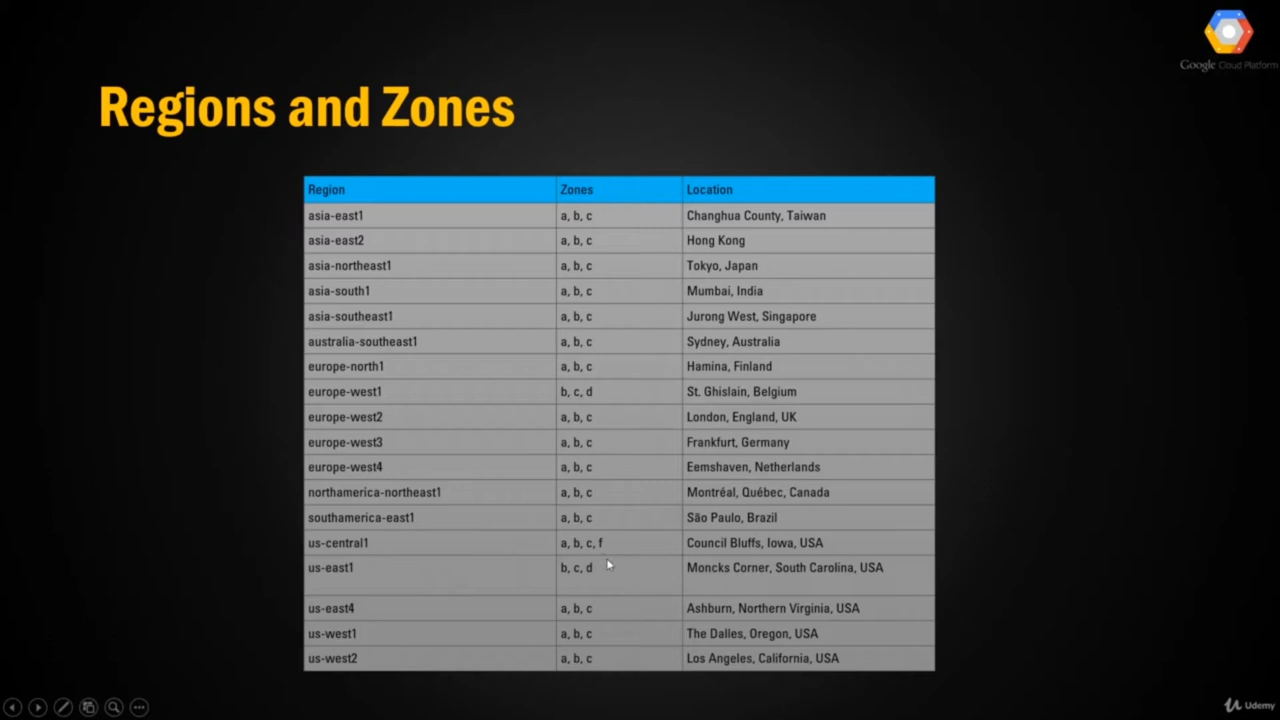 Google Cloud Platform
Regions and Zones
Region Zones Location
asia-east1 a, b, c Changhua County, Taiwan
asia-east2 a, b, c Hong Kong
asia-northeast1 a, b, c Tokyo, Japan
asia-south1 a, b, c Mumbai, India
asia-southeast1 a, b, c Jurong West, Singapore
australia-southeast1 a, b, c Sydney, Australia
europe-north1 a, b, c Hamina, Finland
europe-west1 b, c, d St. Ghislain, Belgium
europe-west2 a, b, c London, England, UK
europe-west3 a, b, c Frankfurt, Germany
europe-west4 a, b, c Eemshaven, Netherlands
northamerica-northeast1 a, b, c Montréal, Québec, Canada
southamerica-east1 a, b, c São Paulo, Brazil
us-central1 a, b, c, f Council Bluffs, Iowa, USA
us-east1 b, c, d Moncks Corner, South Carolina, USA
us-east4 a, b, c Ashburn, Northern Virginia, USA
us-west1 a, b, c The Dalles, Oregon, USA
us-west2 a, b, c Los Angeles, California, USA
Udemy